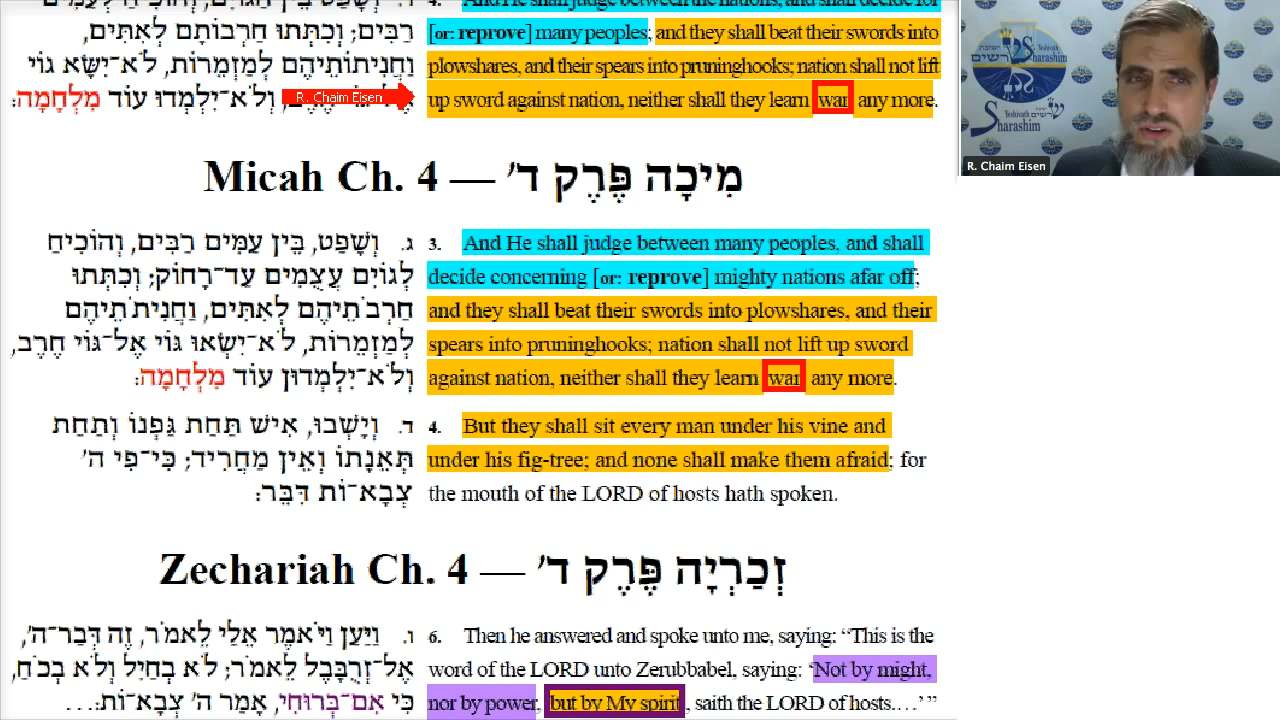 רַבִּים; וְכִתְּתוּ חַרְבוֹתָם לְאִתִּים,
וַחֲנִיתוֹתֵיהֶם לְמַזְמֵרוֹת, לֹא־יִשָּׂא גוֹי
וְלֹא־יִלְמְדוּ עוֹד מִלְחָמָה:
R. Chaim Eisen
[or: reprove] many peoples; and they shall beat their swords into
plowshares, and their spears into pruninghooks; nation shall not lift
up sword against nation, neither shall they learn war any more.
Micah Ch. 4 — מִיכָה פֶּרֶק ד'
ג. וְשָׁפַט, בֵּין עַמִּים רַבִּים, וְהוֹכִיחַ
לְגוֹיִם עֲצֻמִים עַד־רָחוֹק; וְכִתְּתוּ
חַרְבֹתֵיהֶם לְאִתִּים, וַחֲנִיתֹתֵיהֶם
לְמַזְמֵרוֹת, לֹא־יִשְׂאוּ גּוֹי אֶל־גּוֹי חֶרֶב,
וְלֹא־יִלְמְדוּן עוֹד מִלְחָמָה:
3. And He shall judge between many peoples, and shall
decide concerning [or: reprove] mighty nations afar off;
and they shall beat their swords into plowshares, and their
spears into pruninghooks; nation shall not lift up sword
against nation, neither shall they learn war any more.
ד. וְיָשְׁבוּ, אִישׁ תַּחַת גַּפְנוֹ וְתַחַת
תְּאֵנָתוֹ וְאֵין מַחֲרִיד; כִּי־פִי ה'
צְבָא־וֹת דִּבֵּר:
4. But they shall sit every man under his vine and
under his fig-tree; and none shall make them afraid; for
the mouth of the LORD of hosts hath spoken.
Zechariah Ch. 4 — זְכַרְיָה פֶּרֶק ד'
ו. וַיַּעַן וַיֹּאמֶר אֵלַי לֵאמֹר, זֶה דְּבַר־ה',
אֶל־זְרֻבָּבֶל לֵאמֹר; לֹא בְחַיִל וְלֹא בְכֹחַ,
כִּי אִם־בְּרוּחִי, אָמַר ה' צְבָא־וֹת:…
6. Then he answered and spoke unto me, saying: “This is the
word of the LORD unto Zerubbabel, saying: ‘Not by might,
nor by power, but by My spirit, saith the LORD of hosts.…’”
Yeshivath
Sharashim
R. Chaim Eisen